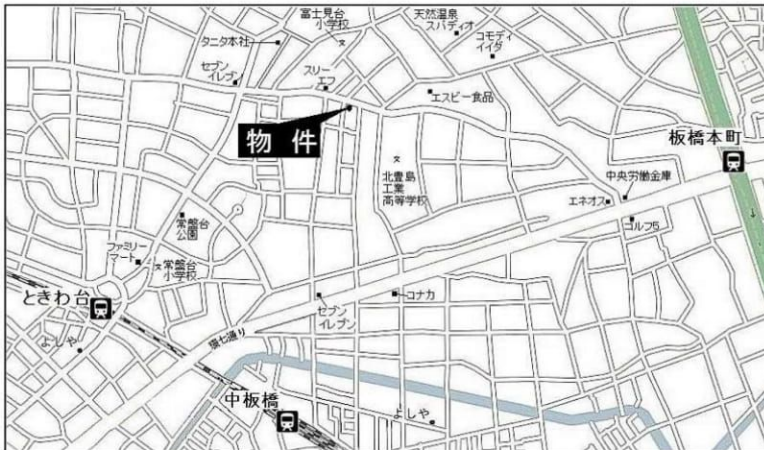 富士見台
小学校
天然温泉
スパディオ
コモディ
イイダ
タニタ本社
セブン
イレブン
スリー
エフ
エスビー食品
物件
板橋本町
北豊島
工業
高等学校
中央労働金庫
エネオス
ゴルフ5
常盤台
公園
ファミリー
マート
常盤台
小学校
ときわ台
セブン
イレブン
コナカ
よしや
環七通り
中板橋
よしや